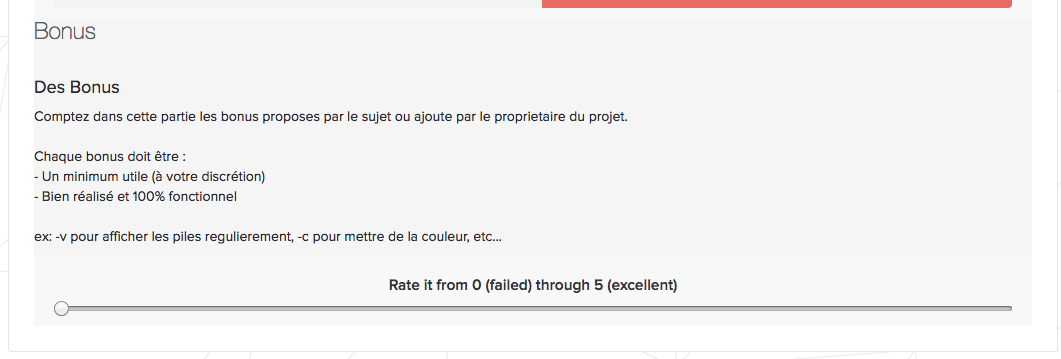 Bonus
Des Bonus
Comptez dans cette partie les bonus proposes par le sujet ou ajoute par le proprietaire du projet.
Chaque bonus doit être :
- Un minimum utile (à votre discrétion)
- Bien réalisé et 100% fonctionnel
ex: -v pour afficher les piles regulierement, -c pour mettre de la couleur, etc...
Rate it from 0 (failed) through 5 (excellent)